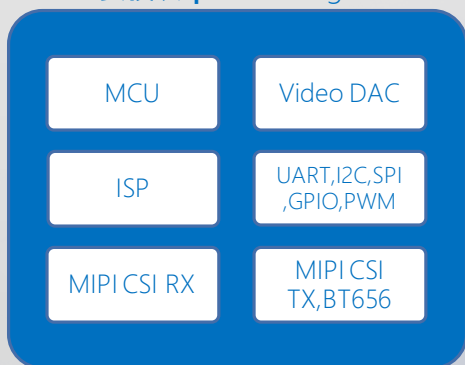 MCU
Video DAC
ISP
UART,I2C,SPI
,GPIO,PWM
MIPI CSI RX
MIPI CSI
TX,BT656